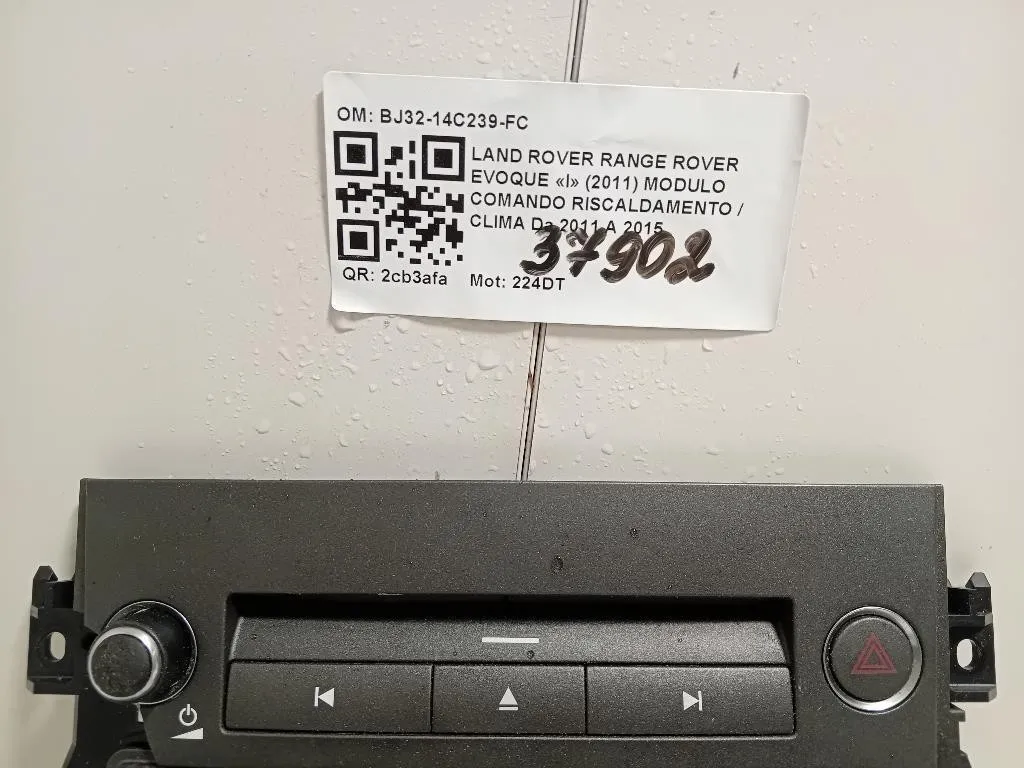 OM: BJ32-14C239-FC
LAND ROVER RANGE ROVER
EVOQUE «I» (2011) MODULO
COMANDO RISCALDAMENTO /
CLIMA Da 2011 A 2015
37902
QR: 2cb3afa Mot: 224DT